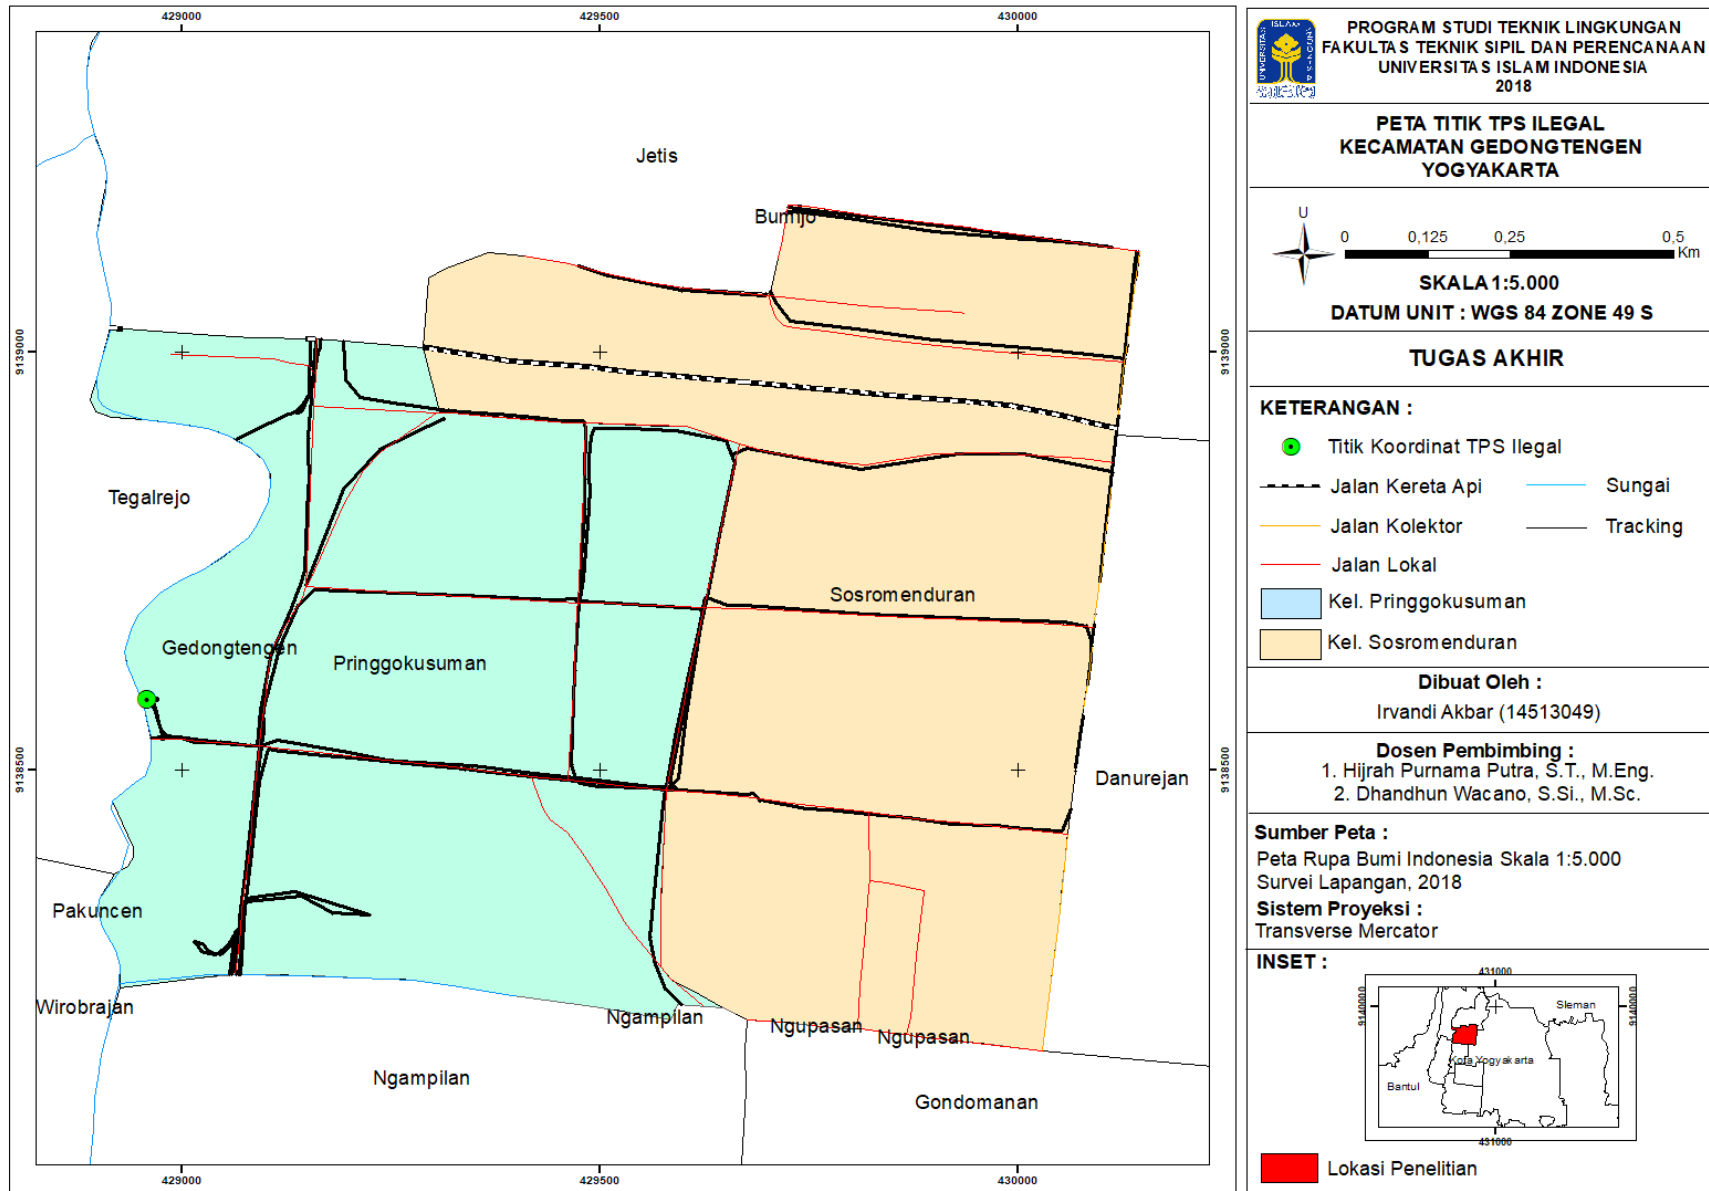 429000
429500
430000
9139000
9138500
9139000
9138500
429000
429500
430000
Jetis
Bumijo
Tegalrejo
Sosromenduran
Gedongtengen
Pringgokusuman
Danurejan
Pakuncen
Wirobrajan
Ngampilan
Ngupasan
Ngupasan
Ngampilan
Gondomanan
ISLAM
UNIVERSITAS
PROGRAM STUDI TEKNIK LINGKUNGAN
FAKULTAS TEKNIK SIPIL DAN PERENCANAAN
UNIVERSITAS ISLAM INDONESIA
2018
PETA TITIK TPS ILEGAL
KECAMATAN GEDONGTENGEN
YOGYAKARTA
U
0 0,125 0,25 0,5
Km
SKALA 1:5.000
DATUM UNIT : WGS 84 ZONE 49 S
TUGAS AKHIR
KETERANGAN :
Titik Koordinat TPS Ilegal
Jalan Kereta Api
Sungai
Jalan Kolektor
Tracking
Jalan Lokal
Kel. Pringgokusuman
Kel. Sosromenduran
Dibuat Oleh :
Irvandi Akbar (14513049)
Dosen Pembimbing :
1. Hijrah Purnama Putra, S.T., M.Eng.
2. Dhandhun Wacano, S.Si., M.Sc.
Sumber Peta :
Peta Rupa Bumi Indonesia Skala 1:5.000
Survei Lapangan, 2018
Sistem Proyeksi :
Transverse Mercator
INSET :
431000
9140000
9140000
Sleman
Kota Yogyakarta
Bantul
431000
Lokasi Penelitian